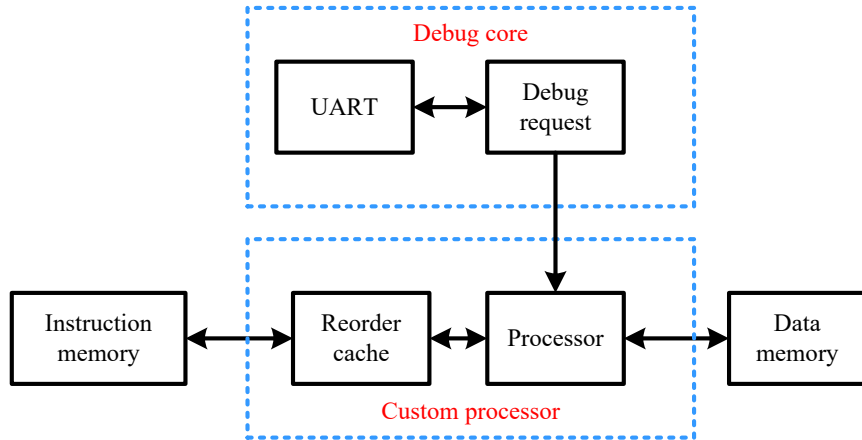 Debug core
UART
Debug
request
Instruction
memory
Reorder
cache
Processor
Data
memory
Custom processor